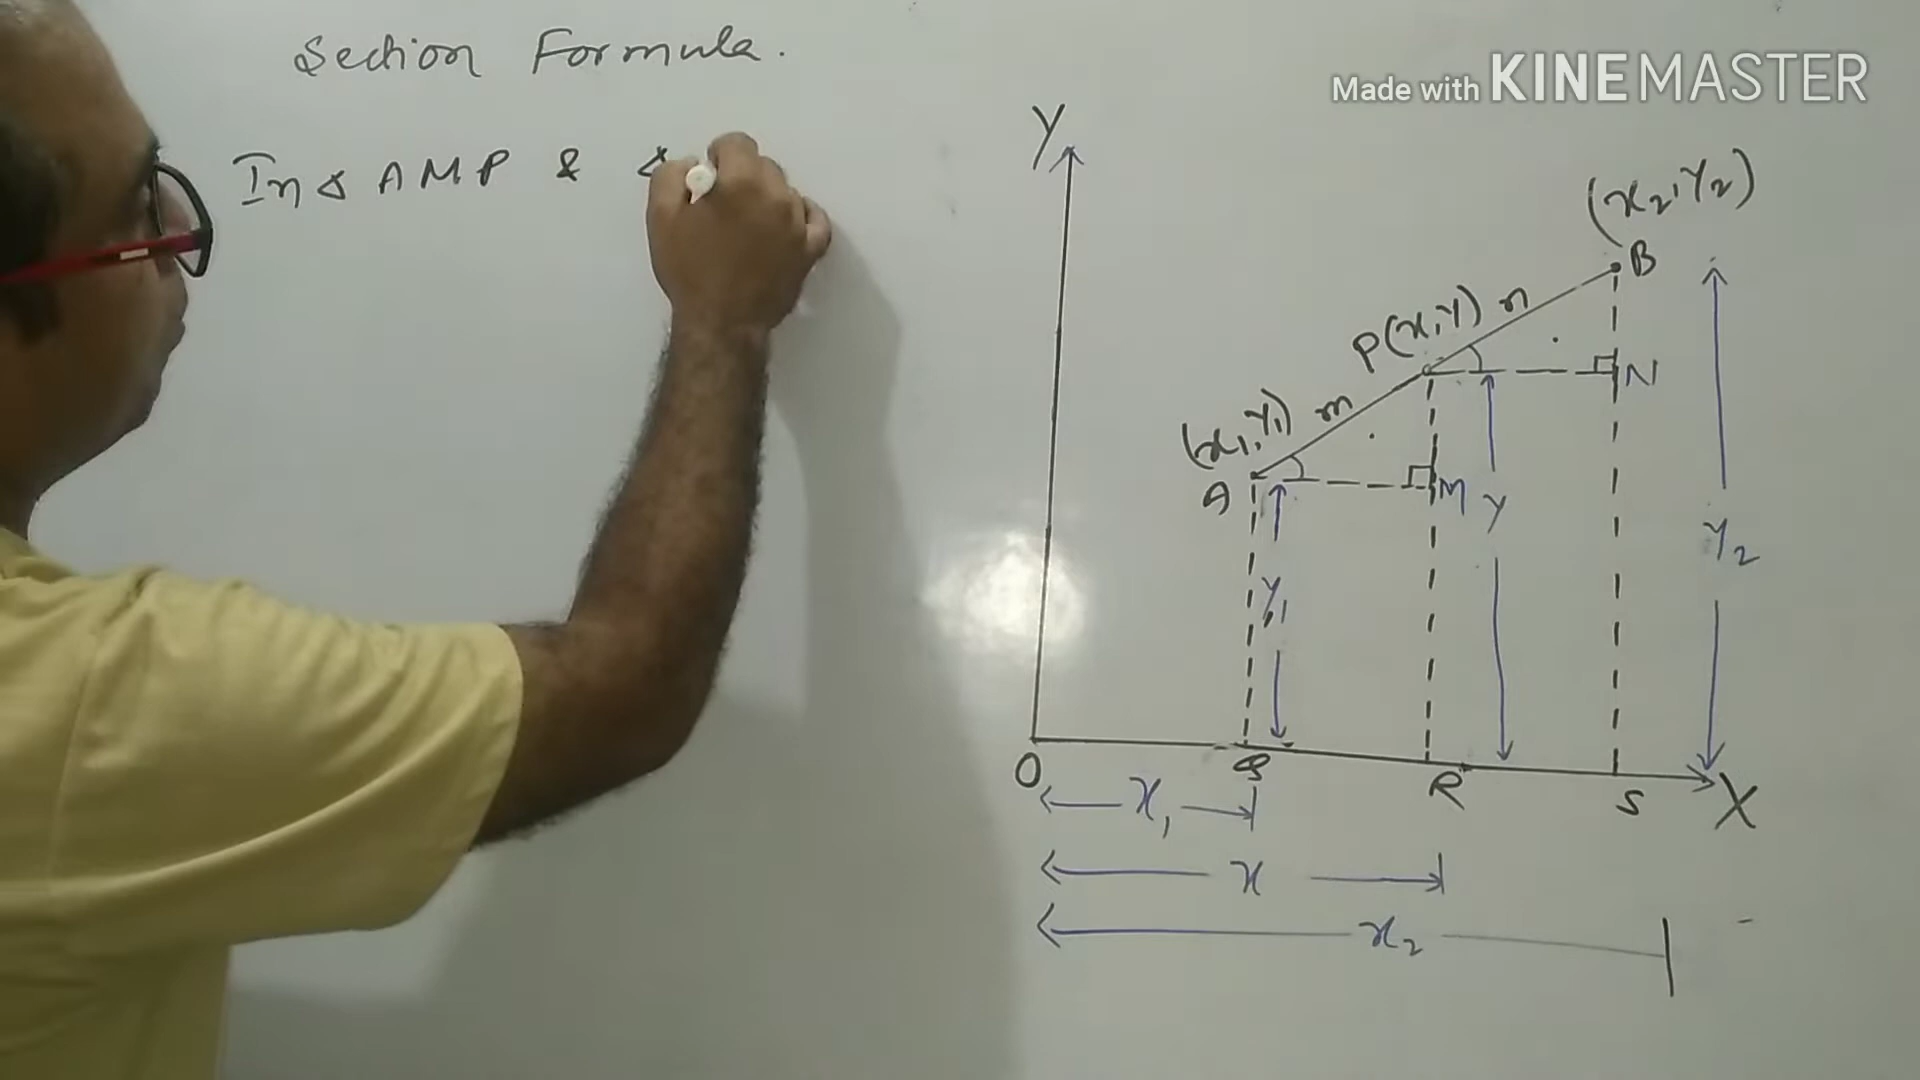 Section Formula.
Made with KINEMASTER
In Δ AMP & Δ
Y
(x₂, y₂)
B
P(x, y) n
N
(x₁, y₁) m
A
M y
y₁
y₂
O
R
S
X
x₁
x
x₂